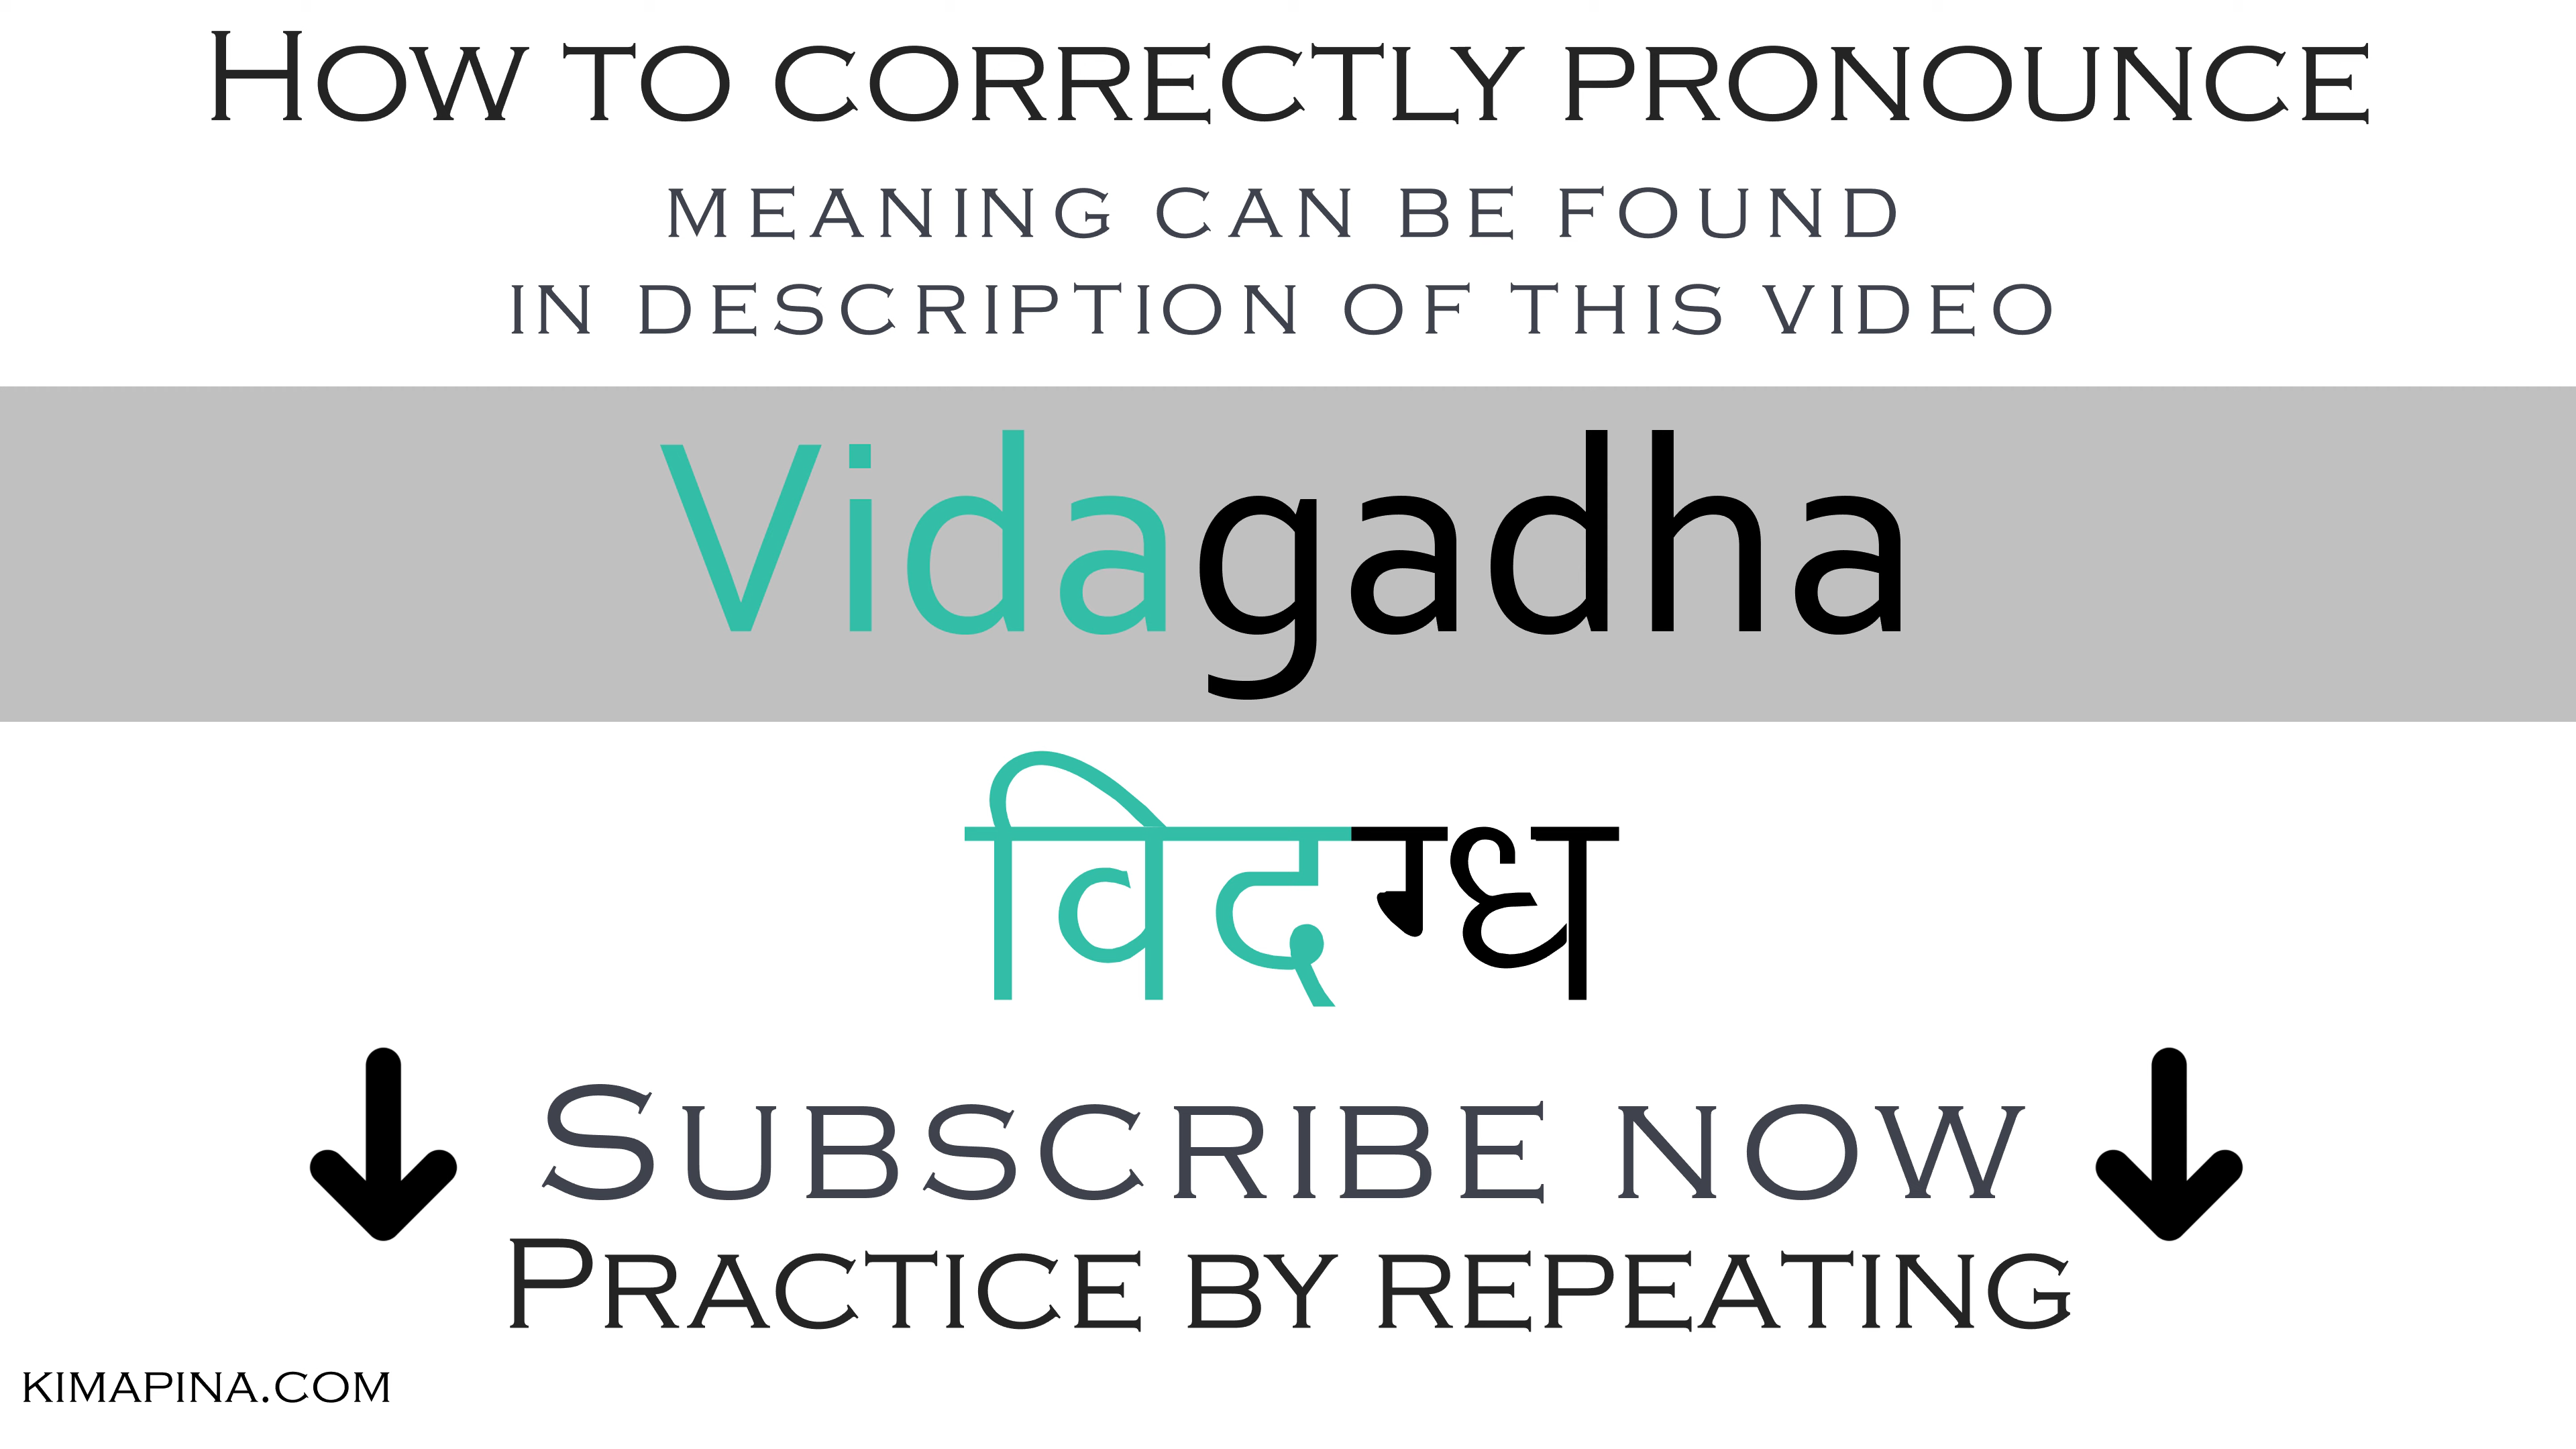 How to correctly pronounce
meaning can be found
in description of this video
Vidagadha
विदग्ध
Subscribe now
Practice by repeating
kimapina.com